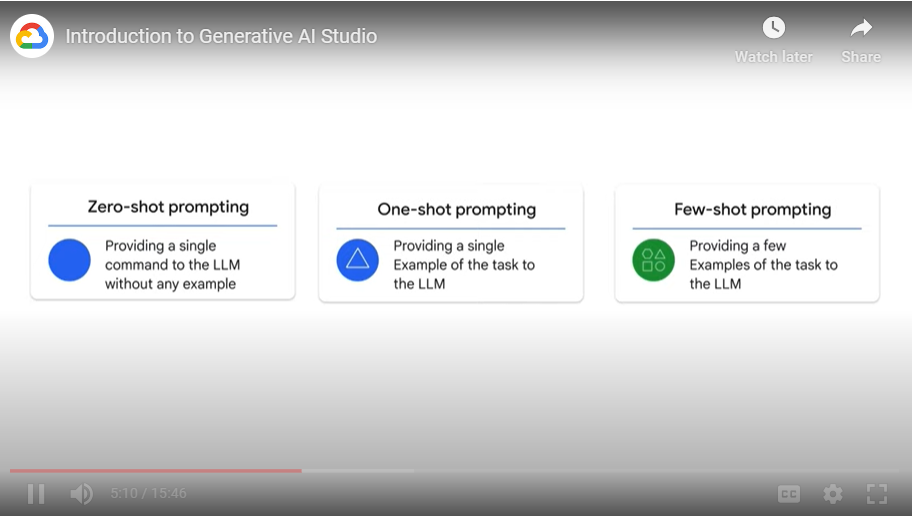 Introduction to Generative AI Studio
Watch later
Share
Zero-shot prompting
Providing a single
command to the LLM
without any example
One-shot prompting
Providing a single
Example of the task to
the LLM
Few-shot prompting
Providing a few
Examples of the task to
the LLM
5:10 / 15:46
CC